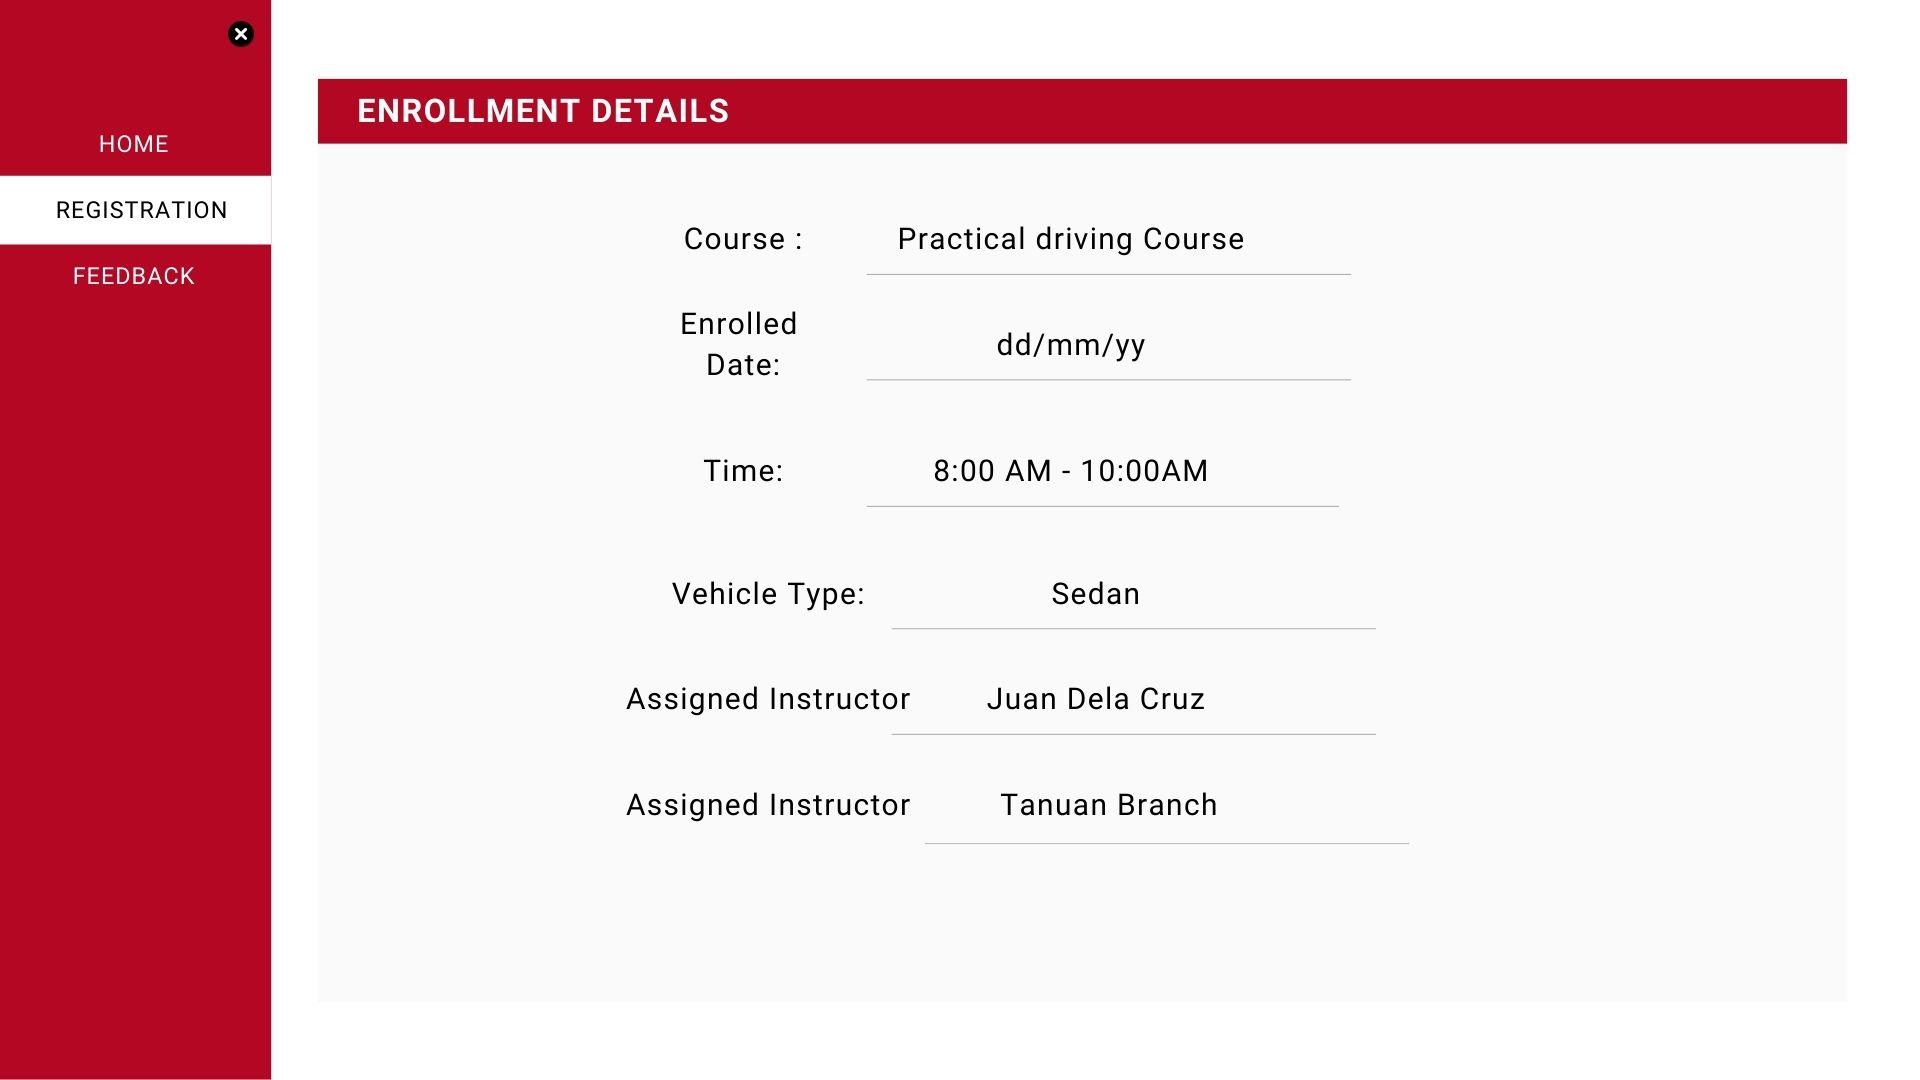 HOME
REGISTRATION
FEEDBACK
ENROLLMENT DETAILS
Course : Practical driving Course
Enrolled
Date: dd/mm/yy
Time: 8:00 AM - 10:00AM
Vehicle Type: Sedan
Assigned Instructor Juan Dela Cruz
Assigned Instructor Tanuan Branch